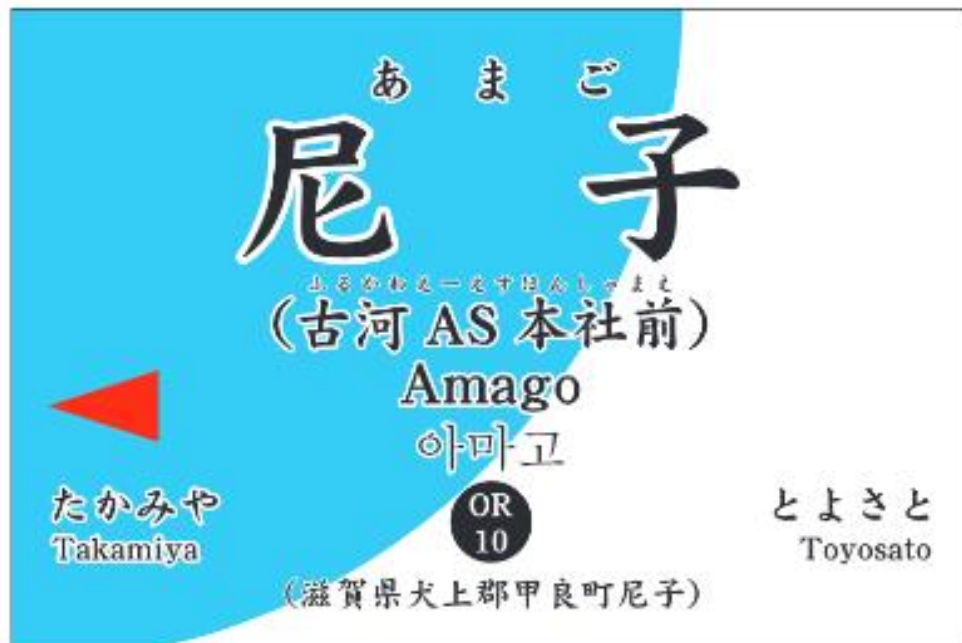 あまご
尼子
ふるかわえーえすほんしゃまえ
（古河 AS 本社前）
Amago
아마고
たかみや
Takamiya
OR
10
とよさと
Toyosato
（滋賀県犬上郡甲良町尼子）